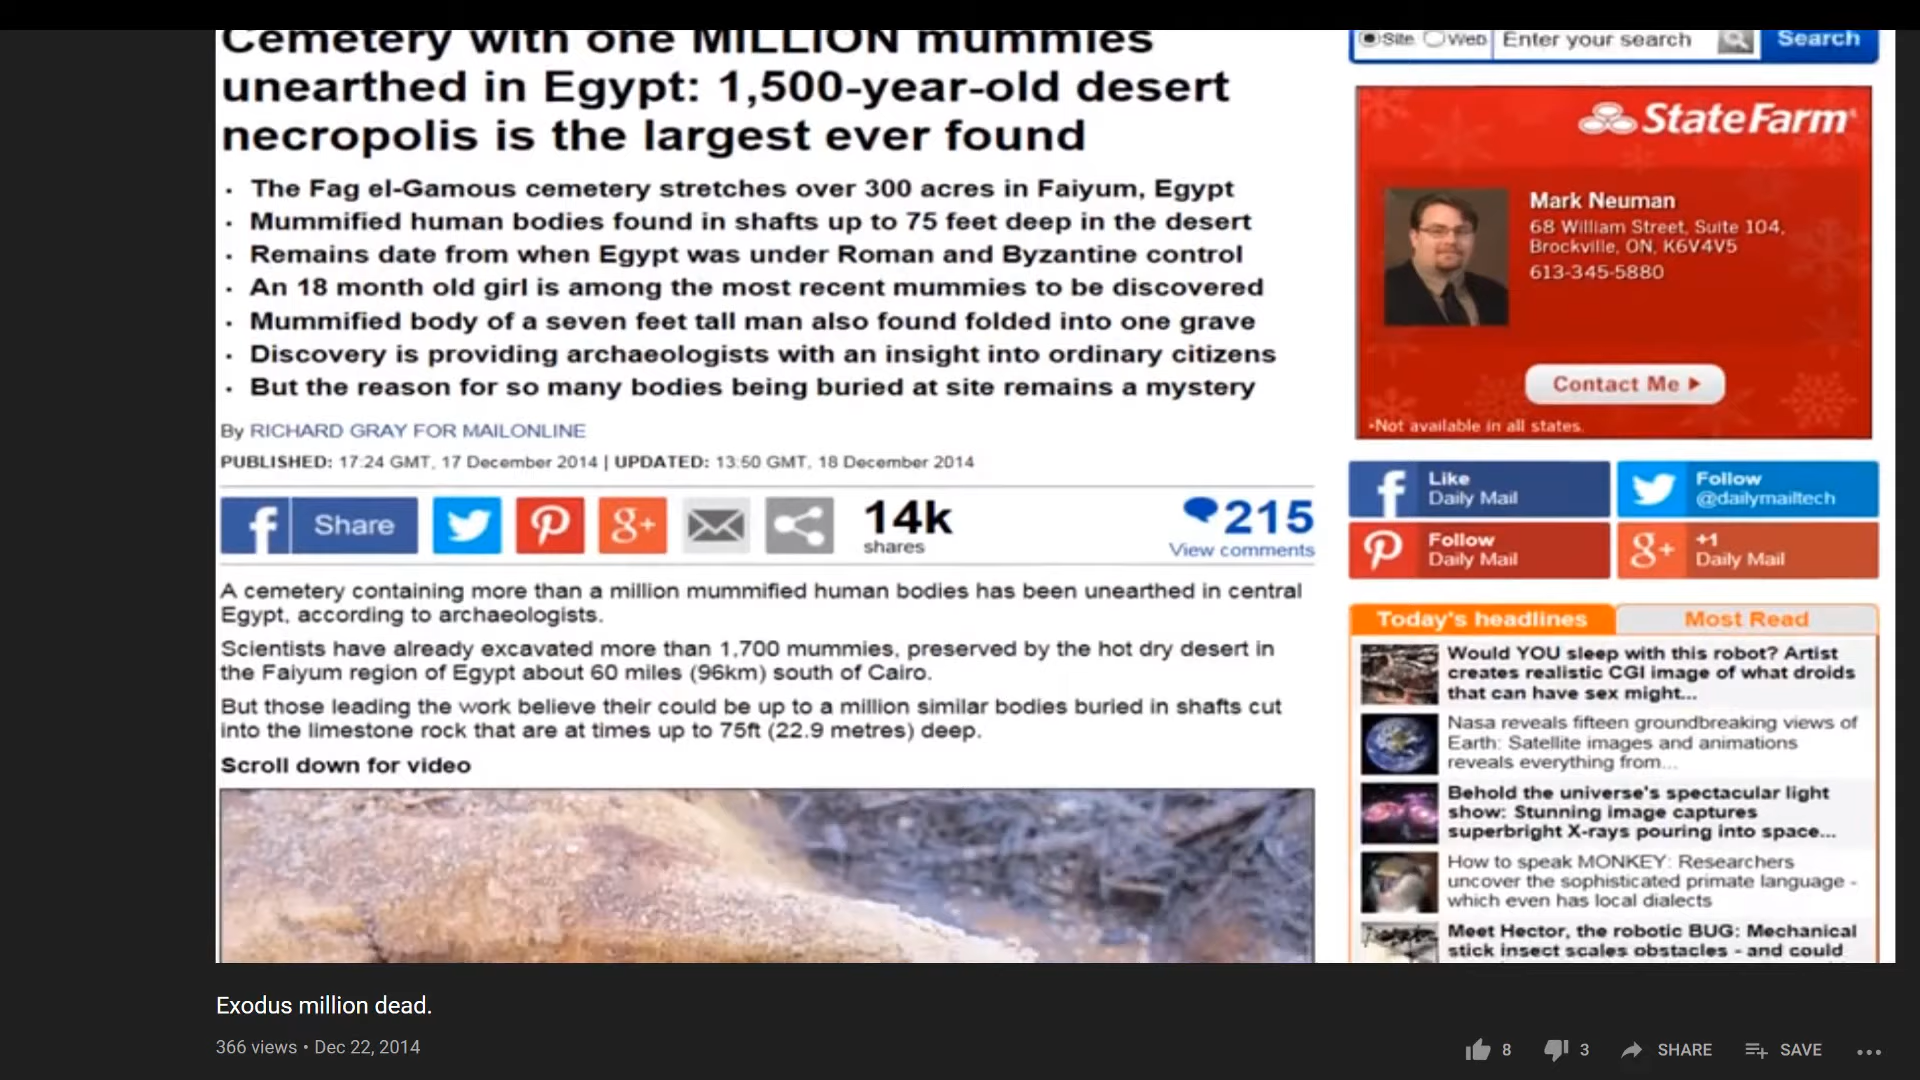 Cemetery with one MILLION mummies
unearthed in Egypt: 1,500-year-old desert
necropolis is the largest ever found
• The Fag el-Gamous cemetery stretches over 300 acres in Faiyum, Egypt
• Mummified human bodies found in shafts up to 75 feet deep in the desert
• Remains date from when Egypt was under Roman and Byzantine control
• An 18 month old girl is among the most recent mummies to be discovered
• Mummified body of a seven feet tall man also found folded into one grave
• Discovery is providing archaeologists with an insight into ordinary citizens
• But the reason for so many bodies being buried at site remains a mystery
By RICHARD GRAY FOR MAILONLINE
PUBLISHED: 17:24 GMT, 17 December 2014 | UPDATED: 13:50 GMT, 18 December 2014
Share
14k
shares
215
View comments
A cemetery containing more than a million mummified human bodies has been unearthed in central
Egypt, according to archaeologists.
Scientists have already excavated more than 1,700 mummies, preserved by the hot dry desert in
the Faiyum region of Egypt about 60 miles (96km) south of Cairo.
But those leading the work believe their could be up to a million similar bodies buried in shafts cut
into the limestone rock that are at times up to 75ft (22.9 metres) deep.
Scroll down for video
Site Web Enter your search Search
StateFarm
Mark Neuman
68 William Street, Suite 104,
Brockville, ON, K6V4V5
613-345-5880
Contact Me
*Not available in all states.
Like
Daily Mail
Follow
@dailymailtech
Follow
Daily Mail
+1
Daily Mail
Today's headlines Most Read
Would YOU sleep with this robot? Artist
creates realistic CGI image of what droids
that can have sex might...
Nasa reveals fifteen groundbreaking views of
Earth: Satellite images and animations
reveals everything from...
Behold the universe's spectacular light
show: Stunning image captures
superbright X-rays pouring into space...
How to speak MONKEY: Researchers
uncover the sophisticated primate language -
which even has local dialects
Meet Hector, the robotic BUG: Mechanical
stick insect scales obstacles - and could
Exodus million dead.
366 views • Dec 22, 2014
8 3 SHARE SAVE